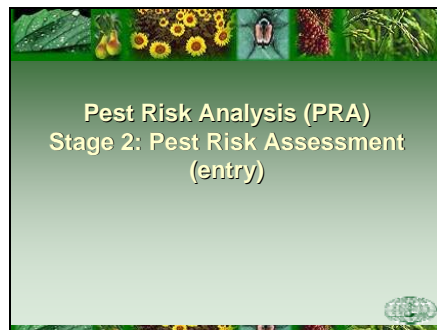 Pest Risk Analysis (PRA)
Stage 2: Pest Risk Assessment
(entry)